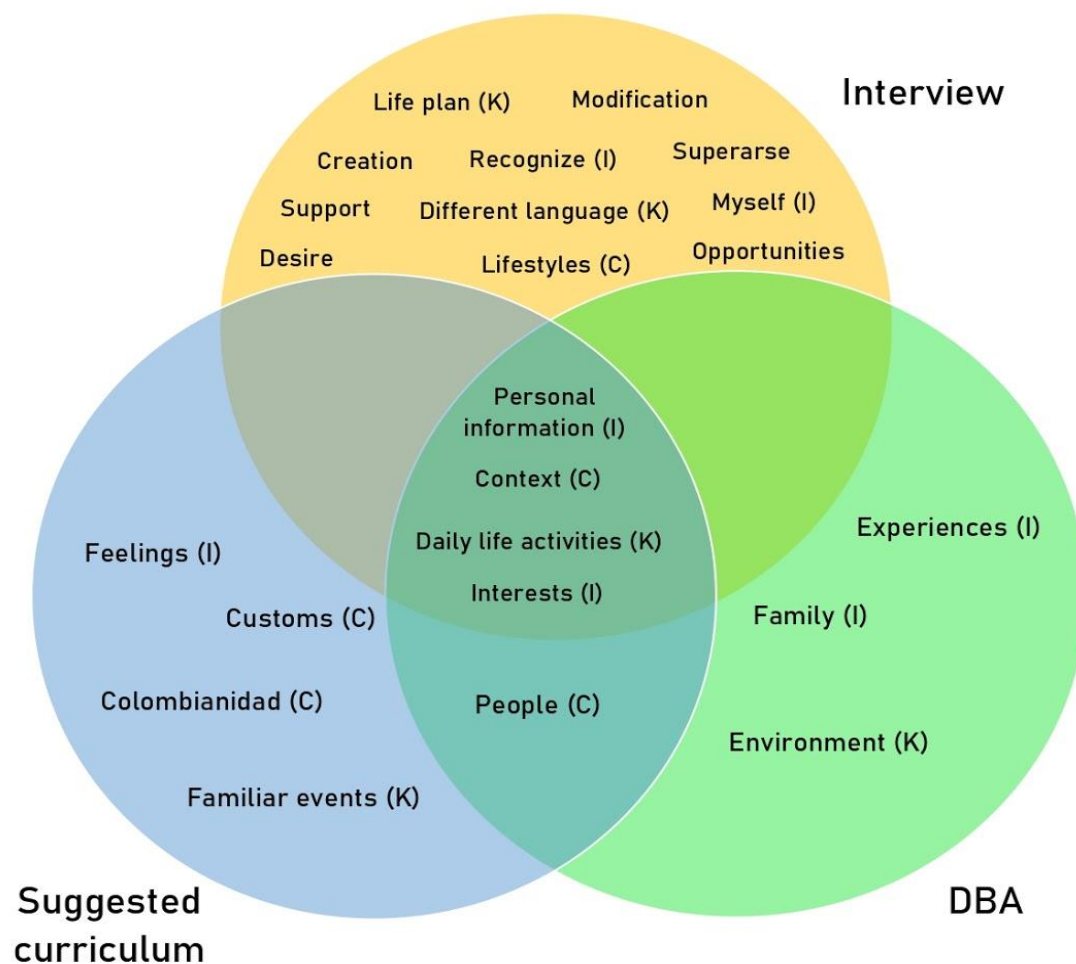 Interview
Life plan (K)
Modification
Creation
Recognize (I)
Superarse
Support
Different language (K)
Myself (I)
Desire
Lifestyles (C)
Opportunities
Personal
information (I)
Context (C)
Daily life activities (K)
Interests (I)
Feelings (I)
Customs (C)
Colombianidad (C)
Familiar events (K)
People (C)
Experiences (I)
Family (I)
Environment (K)
Suggested
curriculum
DBA